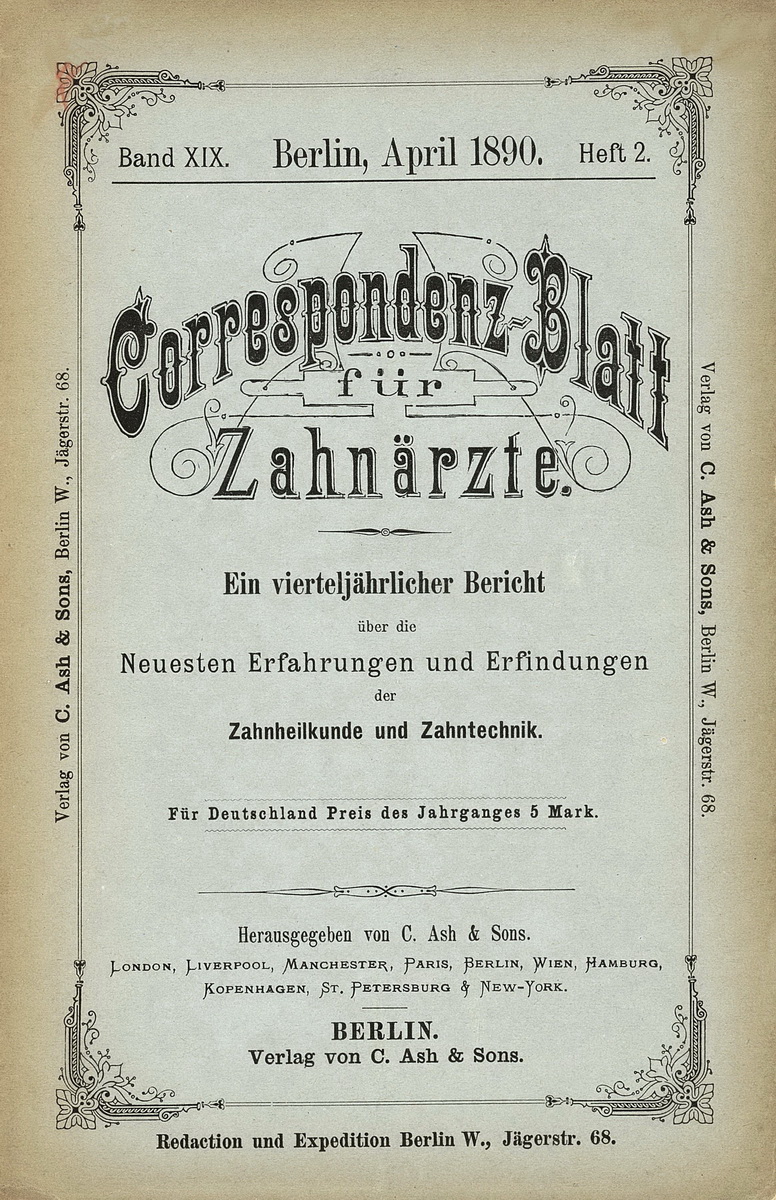 Band XIX. Berlin, April 1890. Heft 2.
Correspondenz-Blatt
für
Zahnärzte.
Ein vierteljährlicher Bericht
über die
Neuesten Erfahrungen und Erfindungen
der
Zahnheilkunde und Zahntechnik.
Für Deutschland Preis des Jahrganges 5 Mark.
Herausgegeben von C. Ash & Sons.
London, Liverpool, Manchester, Paris, Berlin, Wien, Hamburg,
Kopenhagen, St. Petersburg & New-York.
BERLIN.
Verlag von C. Ash & Sons.
Verlag von C. Ash & Sons, Berlin W., Jägerstr. 68.
Verlag von C. Ash & Sons, Berlin W., Jägerstr. 68.
Redaction und Expedition Berlin W., Jägerstr. 68.